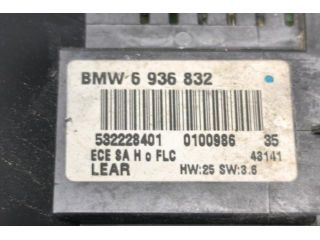 BMW 6 936 832
532228401 0100986 35
ECE SA H o FLC 43141
LEAR HW:25 SW:3.6